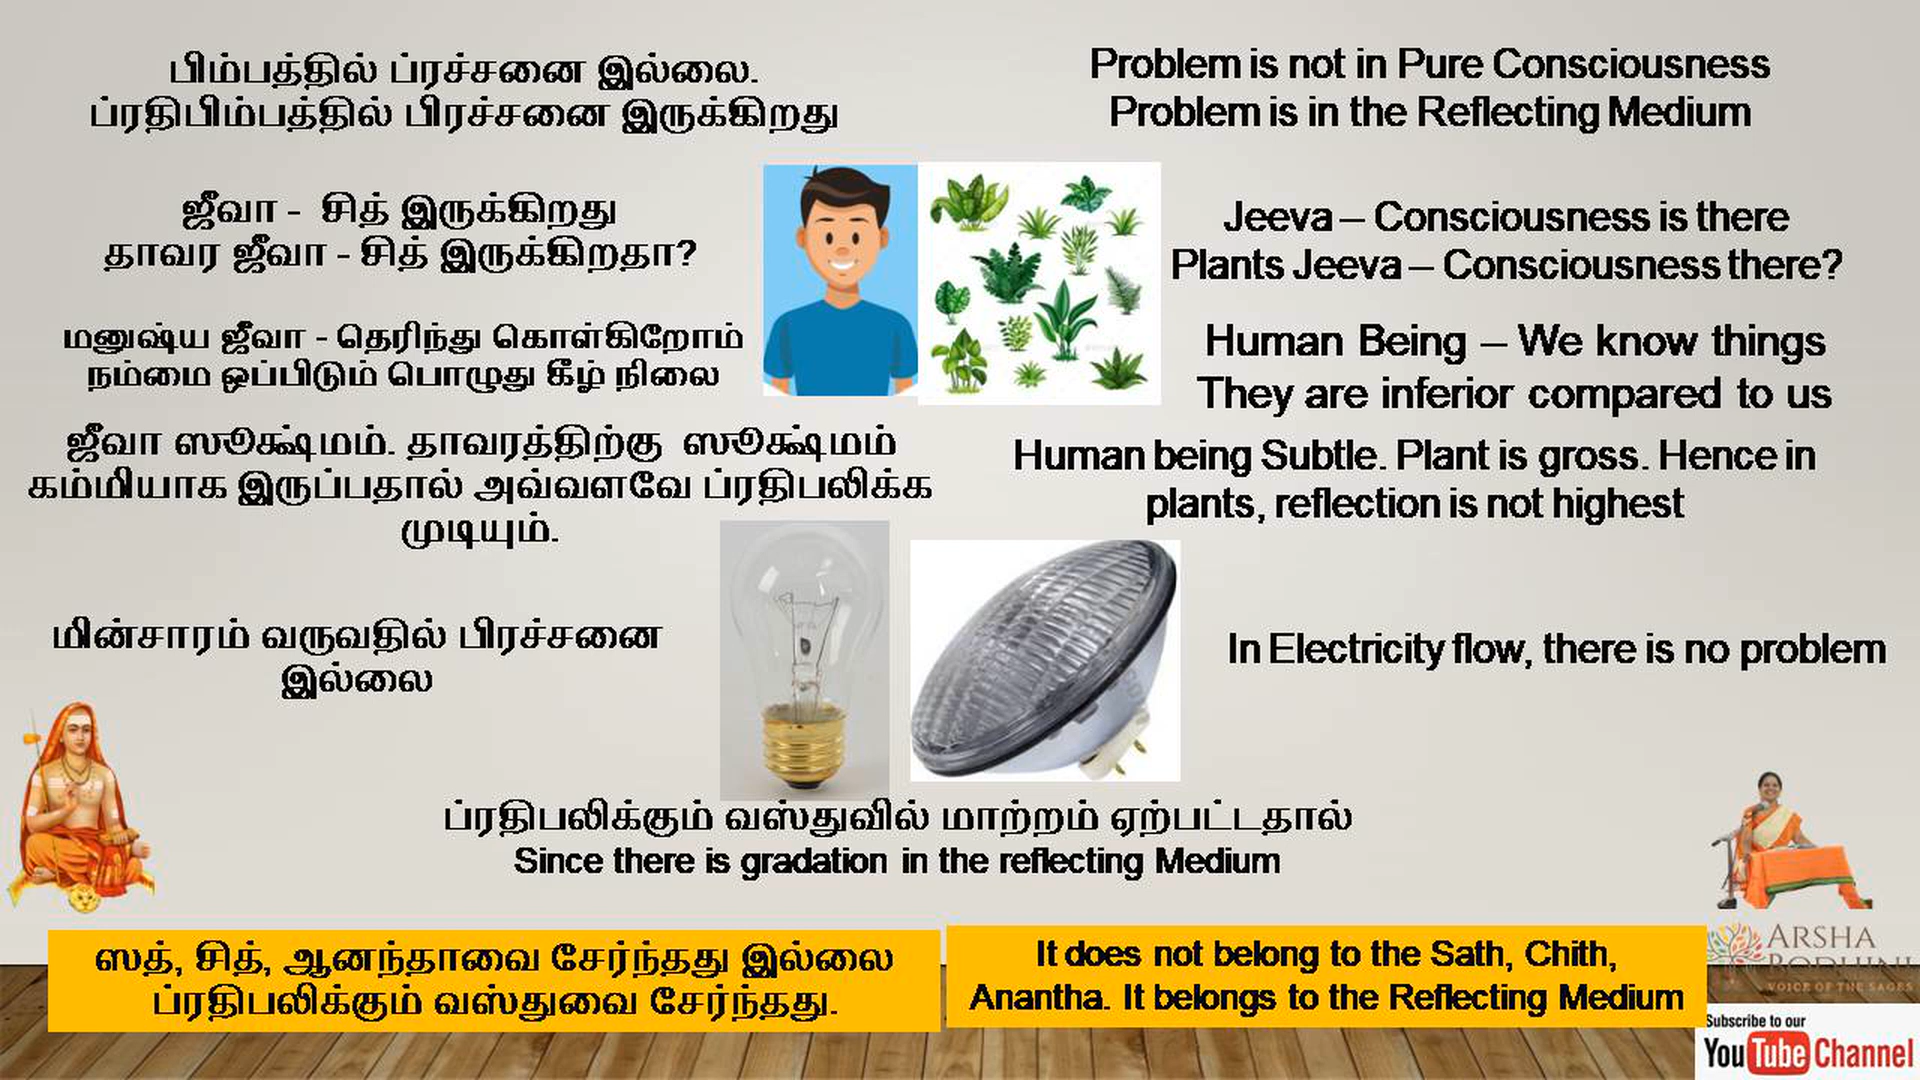 பிம்பத்தில் ப்ரச்சனை இல்லை.
ப்ரதிபிம்பத்தில் பிரச்சனை இருக்கிறது
Problem is not in Pure Consciousness
Problem is in the Reflecting Medium
ஜீவா - சித் இருக்கிறது
தாவர ஜீவா - சித் இருக்கிறதா?
Jeeva – Consciousness is there
Plants Jeeva – Consciousness there?
மனுஷ்ய ஜீவா - தெரிந்து கொள்கிறோம்
நம்மை ஒப்பிடும் பொழுது கீழ் நிலை
Human Being – We know things
They are inferior compared to us
ஜீவா ஸூக்ஷ்மம். தாவரத்திற்கு ஸூக்ஷ்மம்
கம்மியாக இருப்பதால் அவ்வளவே ப்ரதிபலிக்க
முடியும்.
Human being Subtle. Plant is gross. Hence in
plants, reflection is not highest
மின்சாரம் வருவதில் பிரச்சனை
இல்லை
In Electricity flow, there is no problem
ப்ரதிபலிக்கும் வஸ்துவில் மாற்றம் ஏற்பட்டதால்
Since there is gradation in the reflecting Medium
ஸத், சித், ஆனந்தாவை சேர்ந்தது இல்லை
ப்ரதிபலிக்கும் வஸ்துவை சேர்ந்தது.
It does not belong to the Sath, Chith,
Anantha. It belongs to the Reflecting Medium
ARSHA
BODHINI
VOICE OF THE SAGES
Subscribe to our
YouTube Channel